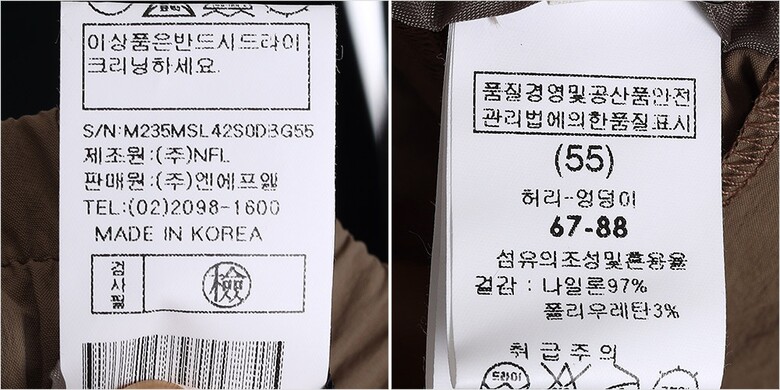 이상품은반드시드라이
크리닝하세요.
S/N:M235MSL42S0DBG55
제조원:(주)NFL
판매원:(주)엔에프엘
TEL:(02)2098-1600
MADE IN KOREA
검사필
檢
품질경영및공산품안전
관리법에의한품질표시
(55)
허리--엉덩이
67-88
섬유의조성및혼용율
겉감 : 나일론97%
폴리우레탄3%
취급주의
드라이